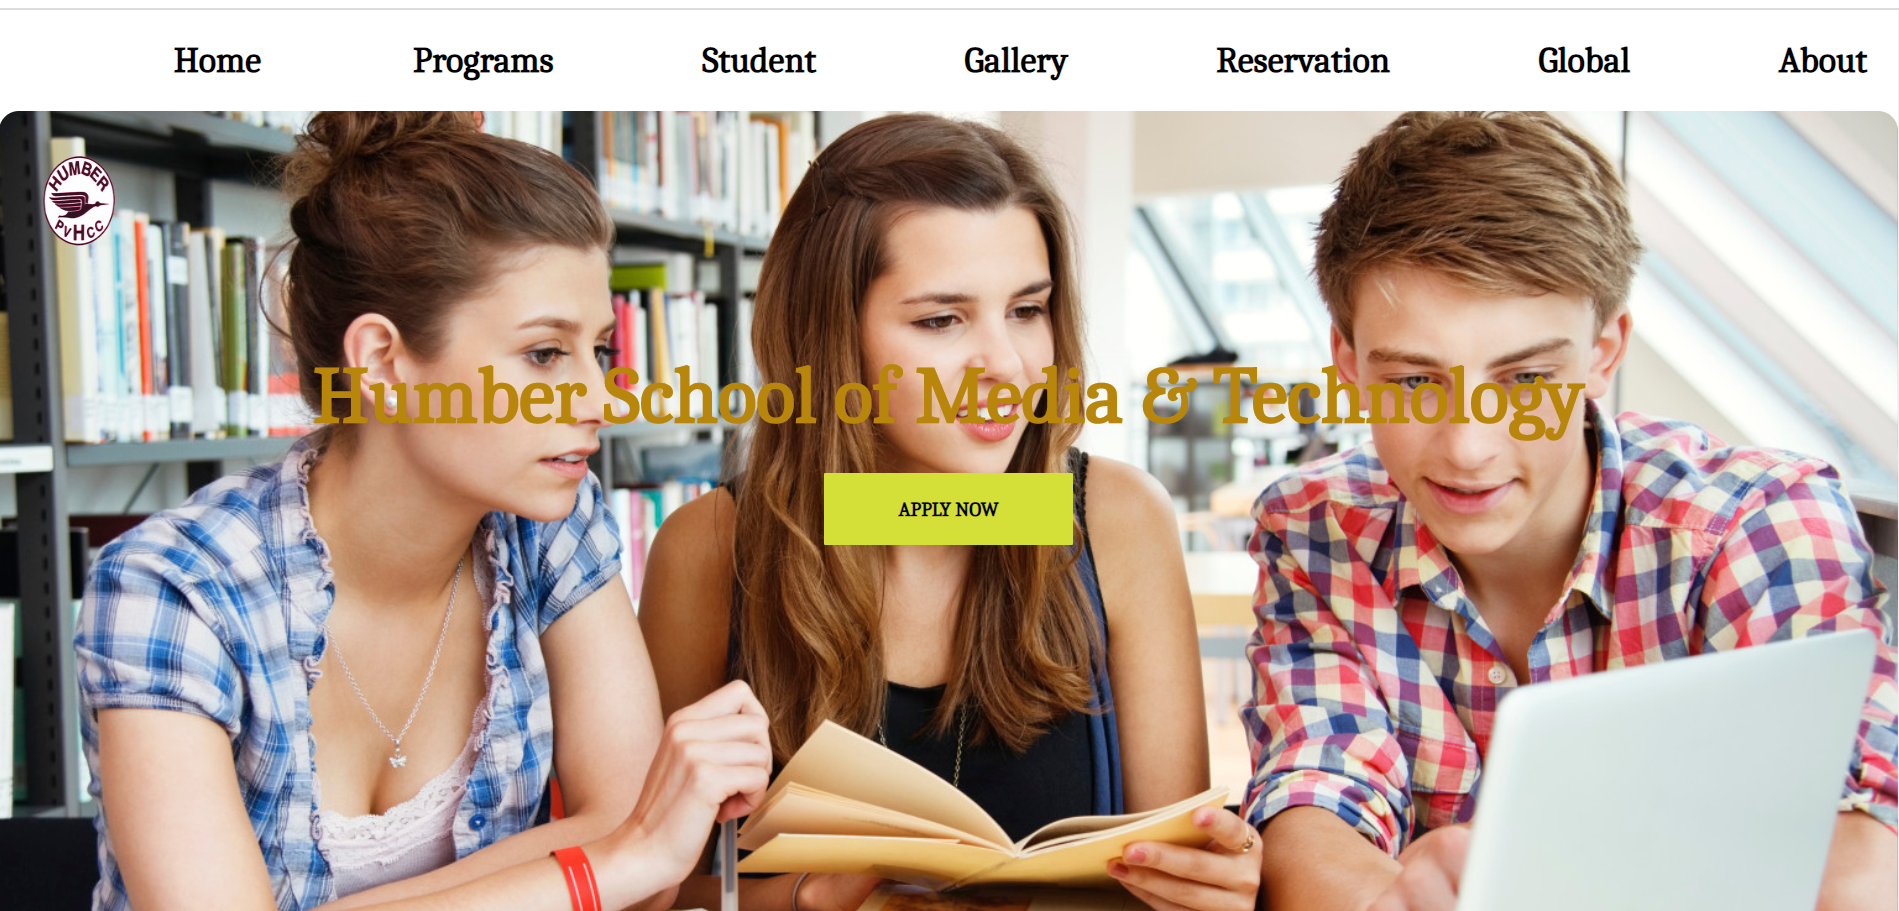 Home Programs Student Gallery Reservation Global About
HUMBER
PVHCC
Humber School of Media & Technology
APPLY NOW